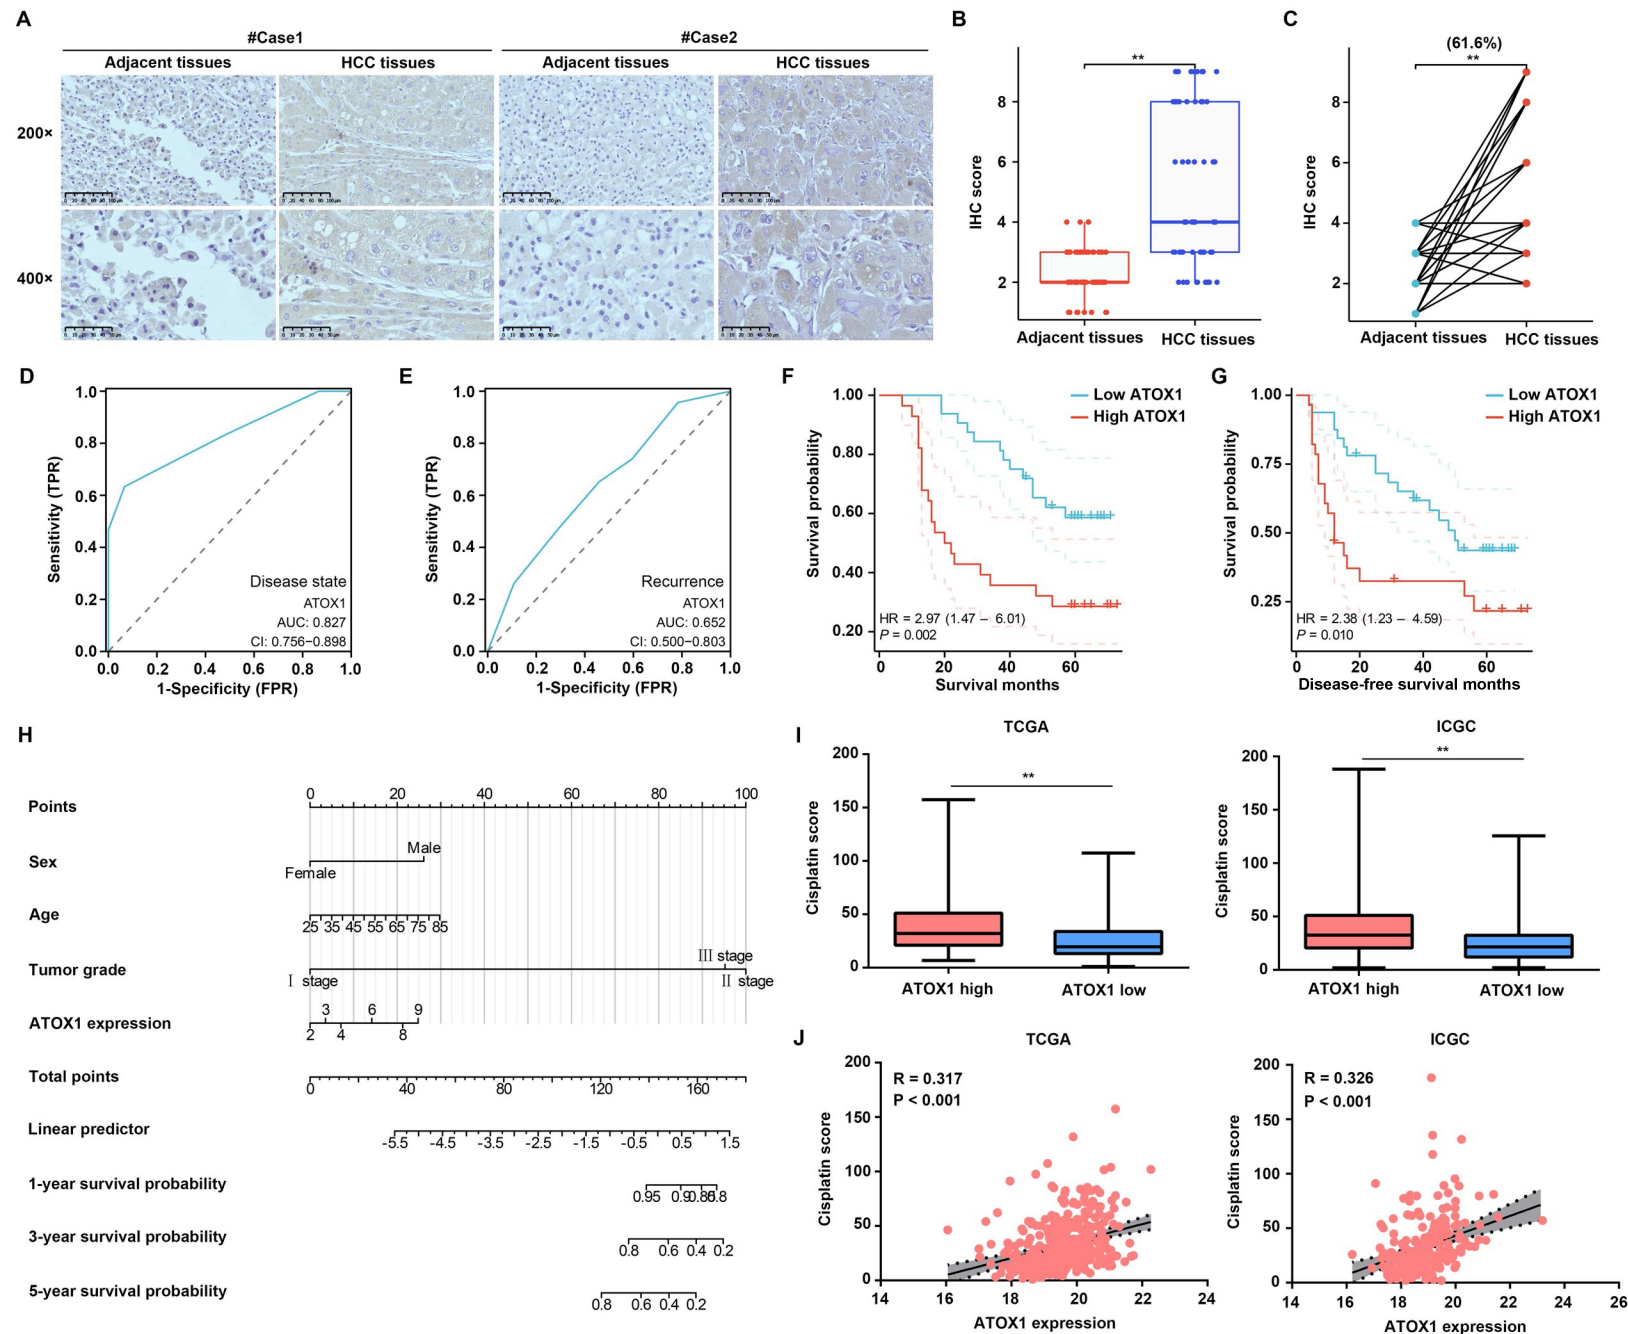 A
#Case1
#Case2
Adjacent tissues
HCC tissues
Adjacent tissues
HCC tissues
200×
400×
B
**
IHC score
8
6
4
2
Adjacent tissues
HCC tissues
C
(61.6%)
**
IHC score
8
6
4
2
Adjacent tissues
HCC tissues
D
Sensitivity (TPR)
1.0
0.8
0.6
0.4
0.2
0.0
Disease state
ATOX1
AUC: 0.827
CI: 0.756–0.898
0.0 0.2 0.4 0.6 0.8 1.0
1-Specificity (FPR)
E
Sensitivity (TPR)
1.0
0.8
0.6
0.4
0.2
0.0
Recurrence
ATOX1
AUC: 0.652
CI: 0.500–0.803
0.0 0.2 0.4 0.6 0.8 1.0
1-Specificity (FPR)
F
Survival probability
1.00
0.80
0.60
0.40
0.20
Low ATOX1
High ATOX1
HR = 2.97 (1.47 – 6.01)
P = 0.002
0 20 40 60
Survival months
G
Survival probability
1.00
0.75
0.50
0.25
Low ATOX1
High ATOX1
HR = 2.38 (1.23 – 4.59)
P = 0.010
0 20 40 60
Disease-free survival months
H
Points
0 20 40 60 80 100
Sex
Male
Female
Age
25 35 45 55 65 75 85
Tumor grade
III stage
I stage
II stage
ATOX1 expression
3 6 9
2 4 8
Total points
0 40 80 120 160
Linear predictor
-5.5 -4.5 -3.5 -2.5 -1.5 -0.5 0.5 1.5
1-year survival probability
0.95 0.9 0.85 0.8
3-year survival probability
0.8 0.6 0.4 0.2
5-year survival probability
0.8 0.6 0.4 0.2
I
TCGA
**
Cisplatin score
200
150
100
50
0
ATOX1 high
ATOX1 low
ICGC
**
Cisplatin score
200
150
100
50
0
ATOX1 high
ATOX1 low
J
TCGA
R = 0.317
P < 0.001
Cisplatin score
200
150
100
50
0
14 16 18 20 22 24
ATOX1 expression
ICGC
R = 0.326
P < 0.001
Cisplatin score
200
150
100
50
0
14 16 18 20 22 24 26
ATOX1 expression